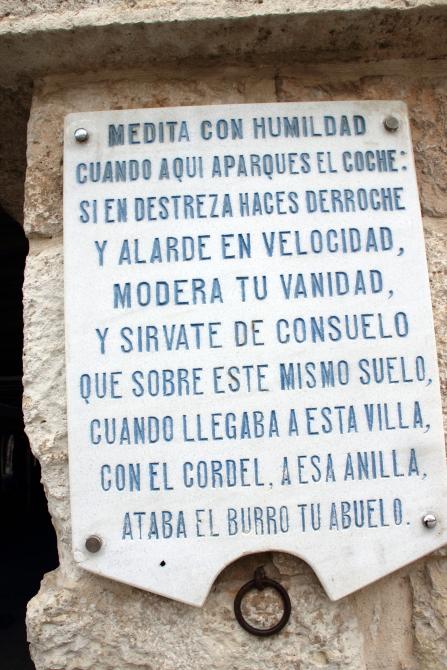 MEDITA CON HUMILDAD
CUANDO AQUI APARQUES EL COCHE:
SI EN DESTREZA HACES DERROCHE
Y ALARDE EN VELOCIDAD,
MODERA TU VANIDAD,
Y SIRVATE DE CONSUELO
QUE SOBRE ESTE MISMO SUELO,
CUANDO LLEGABA A ESTA VILLA,
CON EL CORDEL, A ESA ANILLA,
ATABA EL BURRO TU ABUELO.